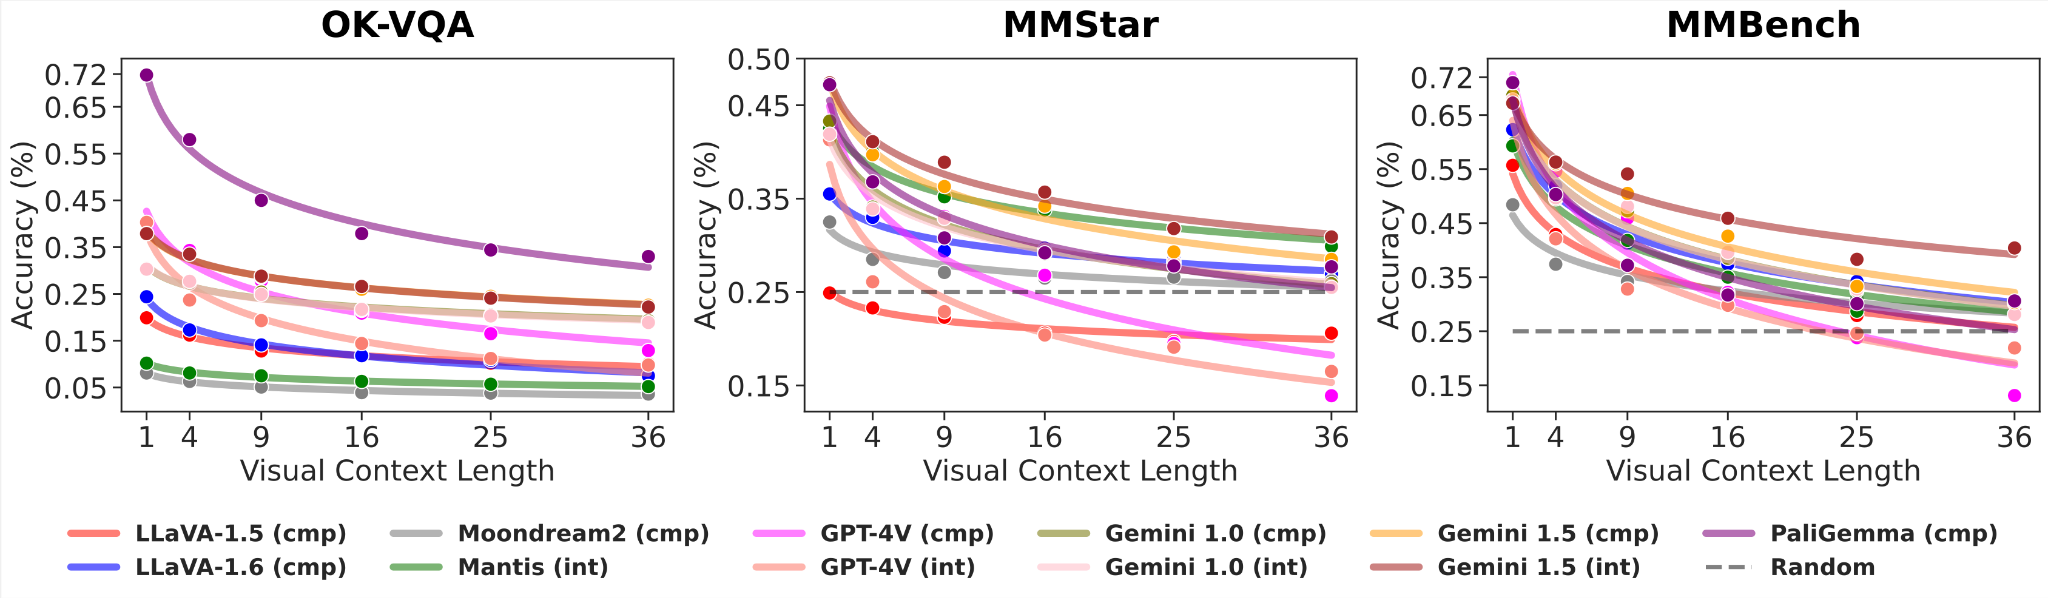 OK-VQA
MMStar
MMBench
Accuracy (%)
0.72
0.65
0.55
0.45
0.35
0.25
0.15
0.05
1 4 9 16 25 36
Visual Context Length
Accuracy (%)
0.50
0.45
0.35
0.25
0.15
1 4 9 16 25 36
Visual Context Length
Accuracy (%)
0.72
0.65
0.55
0.45
0.35
0.25
0.15
1 4 9 16 25 36
Visual Context Length
LLaVA-1.5 (cmp) Moondream2 (cmp) GPT-4V (cmp) Gemini 1.0 (cmp) Gemini 1.5 (cmp) PaliGemma (cmp)
LLaVA-1.6 (cmp) Mantis (int) GPT-4V (int) Gemini 1.0 (int) Gemini 1.5 (int) Random